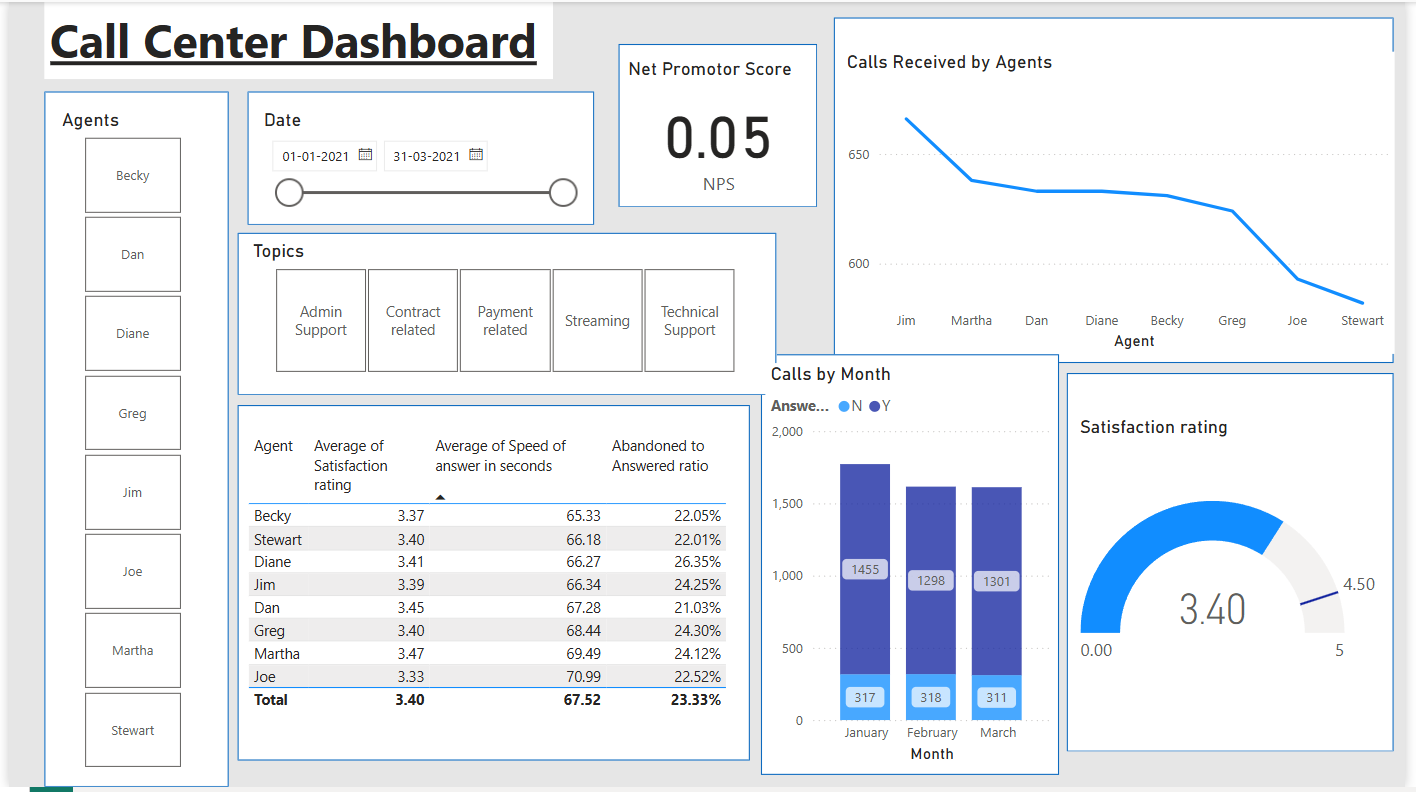 Call Center Dashboard
Agents
Becky
Dan
Diane
Greg
Jim
Joe
Martha
Stewart
Date
01-01-2021
31-03-2021
Net Promotor Score
0.05
NPS
Topics
Admin
Support
Contract
related
Payment
related
Streaming
Technical
Support
Calls Received by Agents
650
600
Jim Martha Dan Diane Becky Greg Joe Stewart
Agent
Agent Average of Satisfaction rating Average of Speed of answer in seconds Abandoned to Answered ratio
Becky 3.37 65.33 22.05%
Stewart 3.40 66.18 22.01%
Diane 3.41 66.27 26.35%
Jim 3.39 66.34 24.25%
Dan 3.45 67.28 21.03%
Greg 3.40 68.44 24.30%
Martha 3.47 69.49 24.12%
Joe 3.33 70.99 22.52%
Total 3.40 67.52 23.33%
Calls by Month
Answe... N Y
2,000
1,500
1,000
500
0
1455 1298 1301
317 318 311
January February March
Month
Satisfaction rating
4.50
3.40
0.00 5